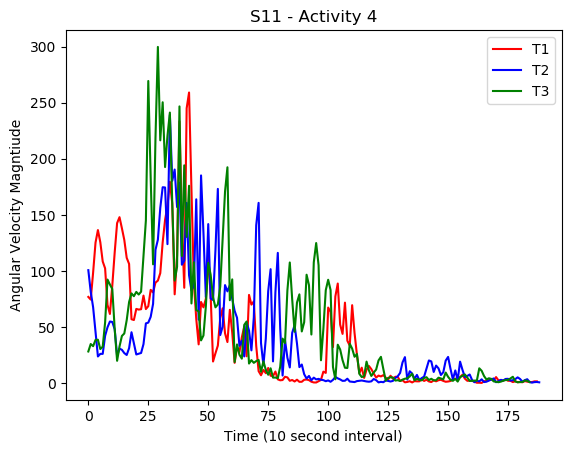 S11 - Activity 4
T1
T2
T3
300
250
200
150
100
50
0
Angular Velocity Magntiude
0 25 50 75 100 125 150 175
Time (10 second interval)